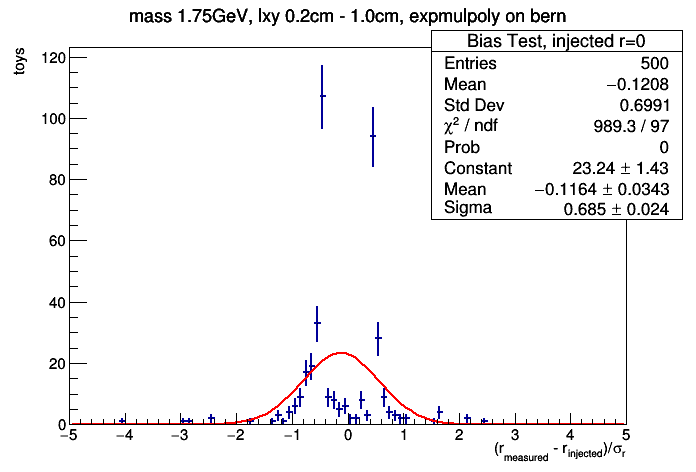 mass 1.75GeV, lxy 0.2cm - 1.0cm, expmulpoly on bern
Bias Test, injected r=0
Entries 500
Mean −0.1208
Std Dev 0.6991
χ² / ndf 989.3 / 97
Prob 0
Constant 23.24 ± 1.43
Mean −0.1164 ± 0.0343
Sigma 0.685 ± 0.024
toys
120
100
80
60
40
20
0
−5 −4 −3 −2 −1 0 1 2 3 4 5
(r_measured - r_injected)/σ_r